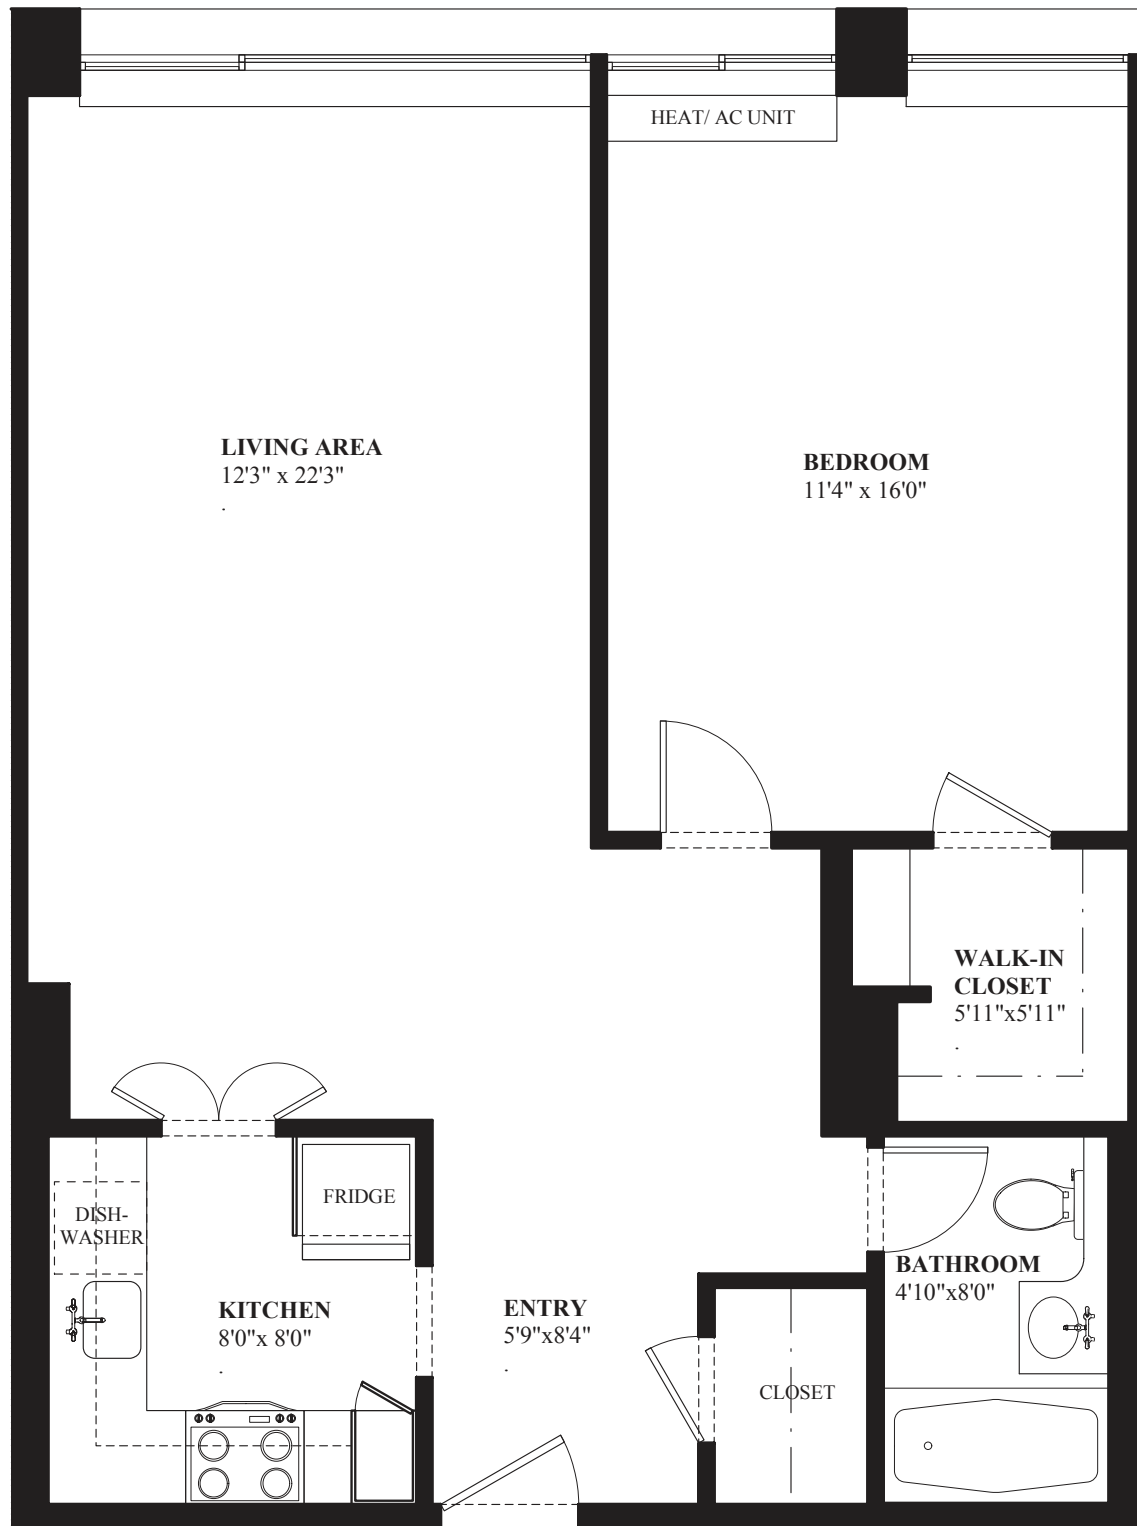 HEAT/ AC UNIT
LIVING AREA
12'3" x 22'3"
.
BEDROOM
11'4" x 16'0"
WALK-IN
CLOSET
5'11"x5'11"
.
FRIDGE
DISH-
WASHER
BATHROOM
4'10"x8'0"
KITCHEN
8'0"x 8'0"
.
ENTRY
5'9"x8'4"
.
CLOSET